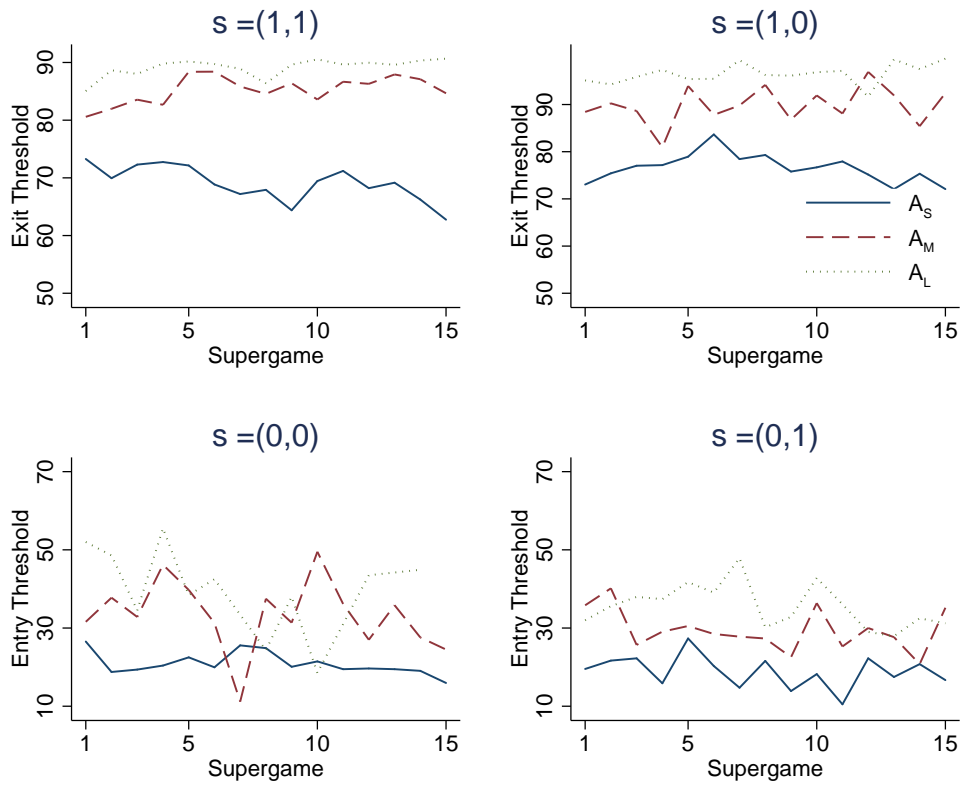 s =(1,1)
Exit Threshold
90
80
70
60
50
1 5 10 15
Supergame
s =(1,0)
Exit Threshold
90
80
70
60
50
A_S
A_M
A_L
1 5 10 15
Supergame
s =(0,0)
Entry Threshold
70
50
30
10
1 5 10 15
Supergame
s =(0,1)
Entry Threshold
70
50
30
10
1 5 10 15
Supergame